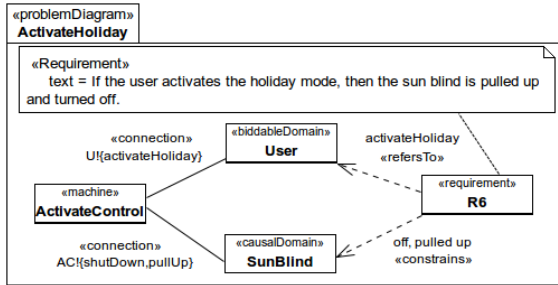 «problemDiagram»
ActivateHoliday
«Requirement»
text = If the user activates the holiday mode, then the sun blind is pulled up
and turned off.
«connection»
U!{activateHoliday}
«biddableDomain»
User
activateHoliday
«refersTo»
«machine»
ActivateControl
«requirement»
R6
«connection»
AC!{shutDown,pullUp}
«causalDomain»
SunBlind
off, pulled up
«constrains»